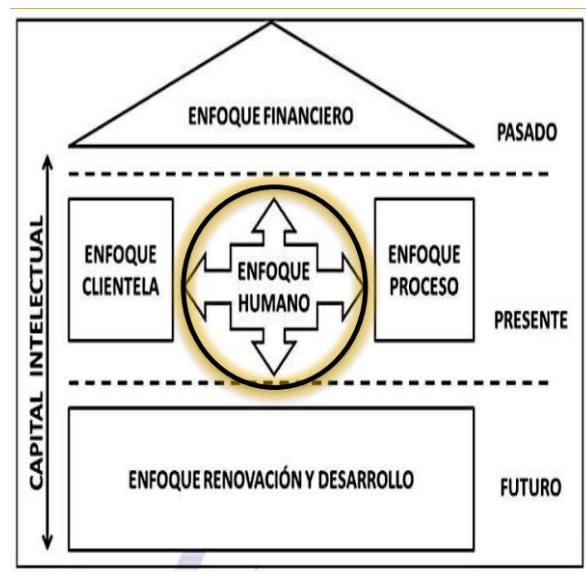 ENFOQUE FINANCIERO
PASADO
CAPITAL INTELECTUAL
ENFOQUE
CLIENTELA
ENFOQUE
HUMANO
ENFOQUE
PROCESO
PRESENTE
ENFOQUE RENOVACIÓN Y DESARROLLO
FUTURO